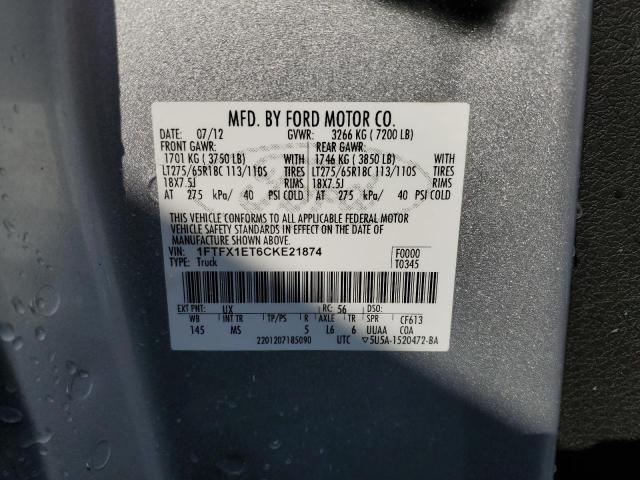 MFD. BY FORD MOTOR CO.
DATE: 07/12 GVWR: 3266 KG ( 7200 LB)
FRONT GAWR: REAR GAWR:
1701 KG ( 3750 LB) WITH 1746 KG ( 3850 LB) WITH
LT275/65R18C 113/110S TIRES LT275/65R18C 113/110S TIRES
18X7.5J RIMS 18X7.5J RIMS
AT 275 kPa/ 40 PSI COLD AT 275 kPa/ 40 PSI COLD
THIS VEHICLE CONFORMS TO ALL APPLICABLE FEDERAL MOTOR
VEHICLE SAFETY STANDARDS IN EFFECT ON THE DATE OF
MANUFACTURE SHOWN ABOVE.
VIN: 1FTFX1ET6CKE21874 F0000
TYPE: Truck T0345
EXT PNT: UX RC: 56 DSO:
WB INT TR TP/PS R AXLE TR SPR CF613
145 MS 5 L6 6 UUAA COA
2201207185090 UTC ▽5U5A-1520472-BA